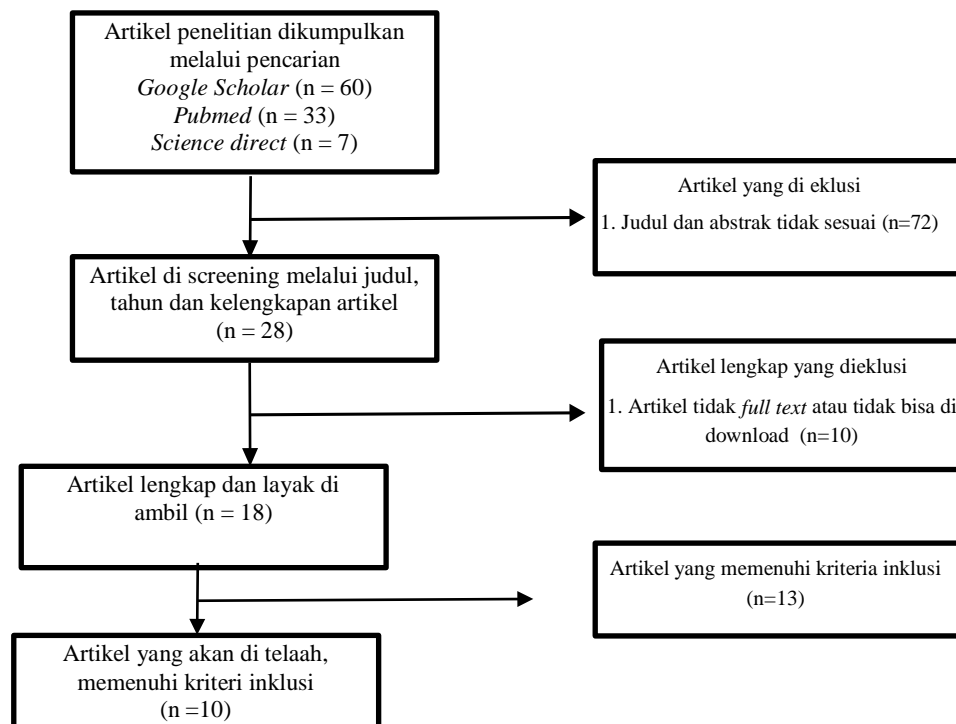 Artikel penelitian dikumpulkan
melalui pencarian
Google Scholar (n = 60)
Pubmed (n = 33)
Science direct (n = 7)
Artikel yang di eklusi
1. Judul dan abstrak tidak sesuai (n=72)
Artikel di screening melalui judul,
tahun dan kelengkapan artikel
(n = 28)
Artikel lengkap yang dieklusi
1. Artikel tidak full text atau tidak bisa di
download (n=10)
Artikel lengkap dan layak di
ambil (n = 18)
Artikel yang memenuhi kriteria inklusi
(n=13)
Artikel yang akan di telaah,
memenuhi kriteri inklusi
(n =10)